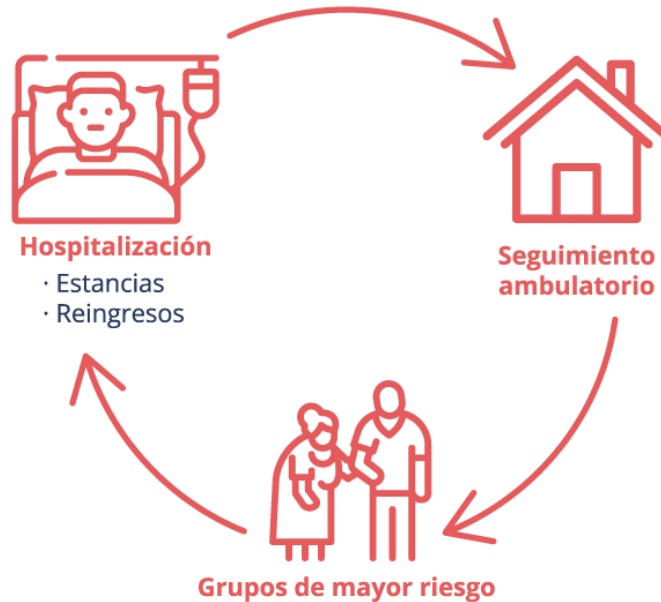 Hospitalización
· Estancias
· Reingresos
Seguimiento
ambulatorio
Grupos de mayor riesgo